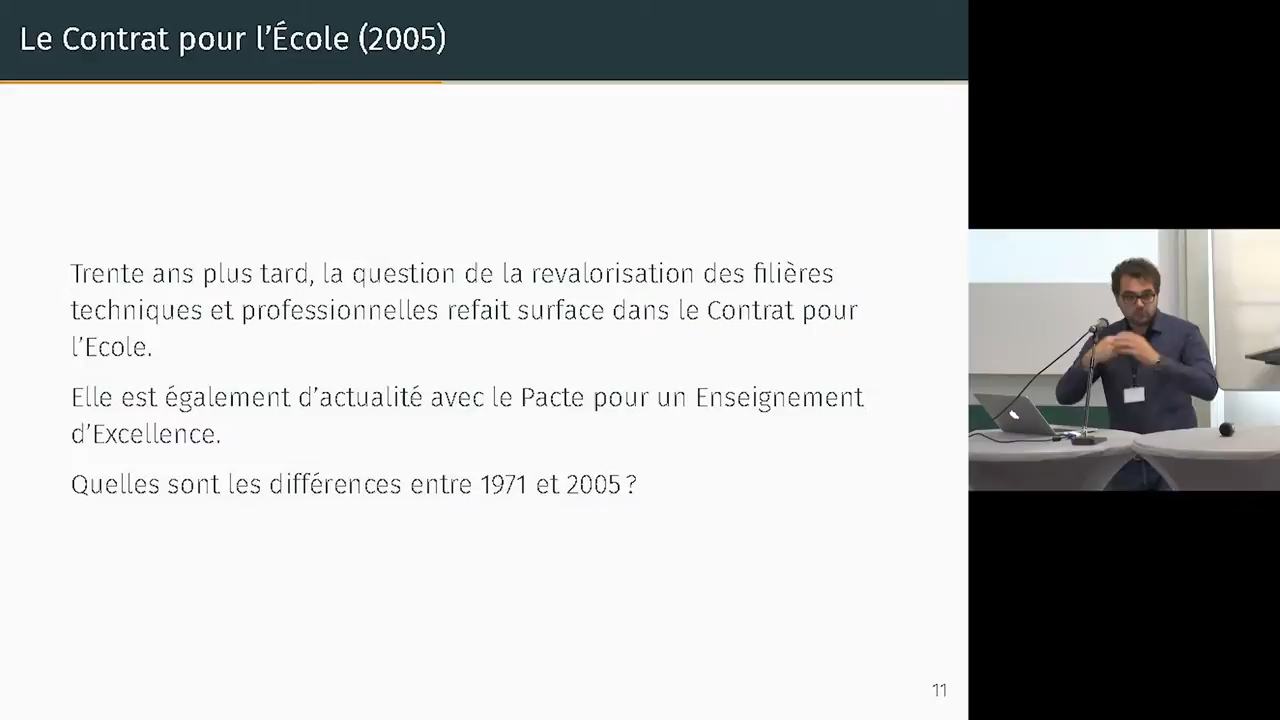 Le Contrat pour l'École (2005)
Trente ans plus tard, la question de la revalorisation des filières
techniques et professionnelles refait surface dans le Contrat pour
l'Ecole.
Elle est également d'actualité avec le Pacte pour un Enseignement
d'Excellence.
Quelles sont les différences entre 1971 et 2005 ?
11